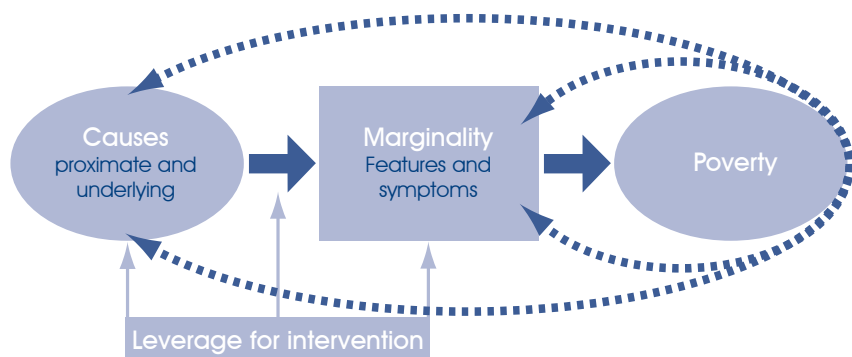 Causes
proximate and
underlying
Marginality
Features and
symptoms
Poverty
Leverage for intervention